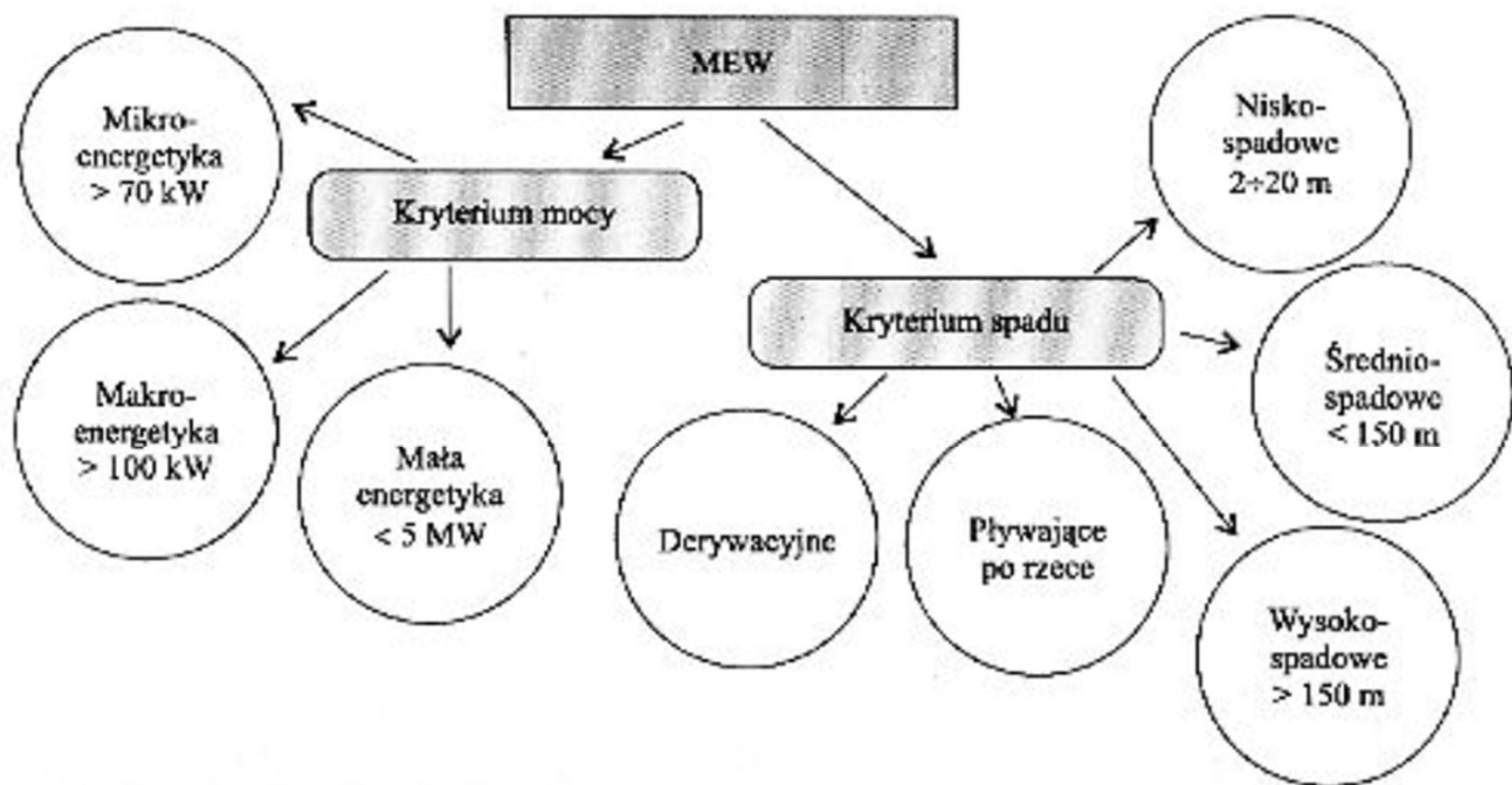 MEW
Mikro-
energetyka
> 70 kW
Kryterium mocy
Makro-
energetyka
> 100 kW
Mała
energetyka
< 5 MW
Kryterium spadu
Nisko-
spadowe
2÷20 m
Średnio-
spadowe
< 150 m
Wysoko-
spadowe
> 150 m
Derywacyjne
Pływające
po rzece